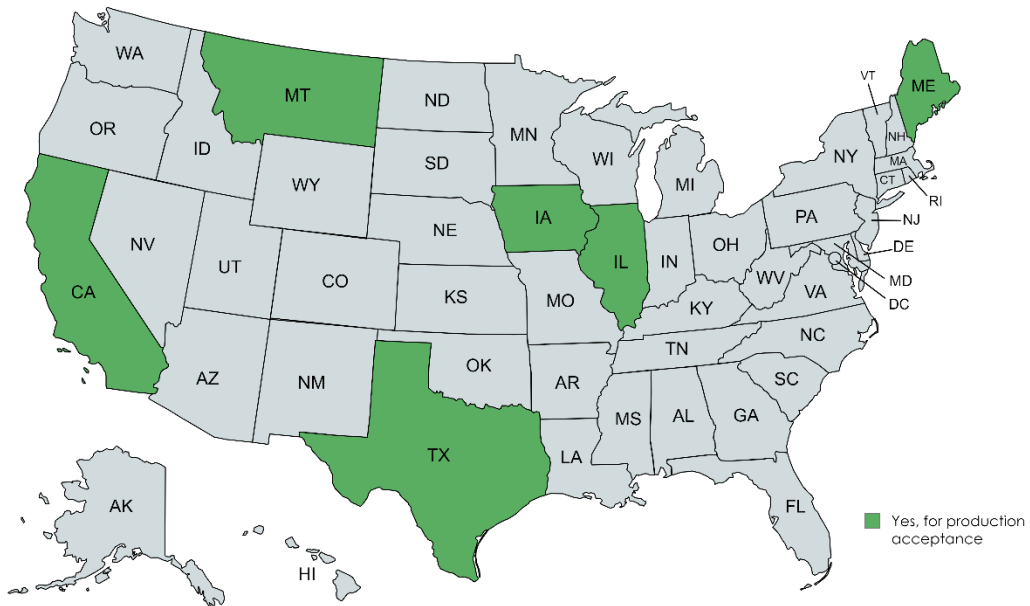 WA
MT
ND
MN
VT
ME
OR
ID
SD
WI
MI
NY
NH
MA
CT
RI
WY
IA
NE
PA
NJ
NV
UT
CO
IL
IN
OH
DE
CA
KS
MO
WV
VA
MD
DC
KY
NC
TN
AZ
NM
OK
AR
SC
MS
AL
GA
TX
LA
FL
AK
HI
Yes, for production
acceptance